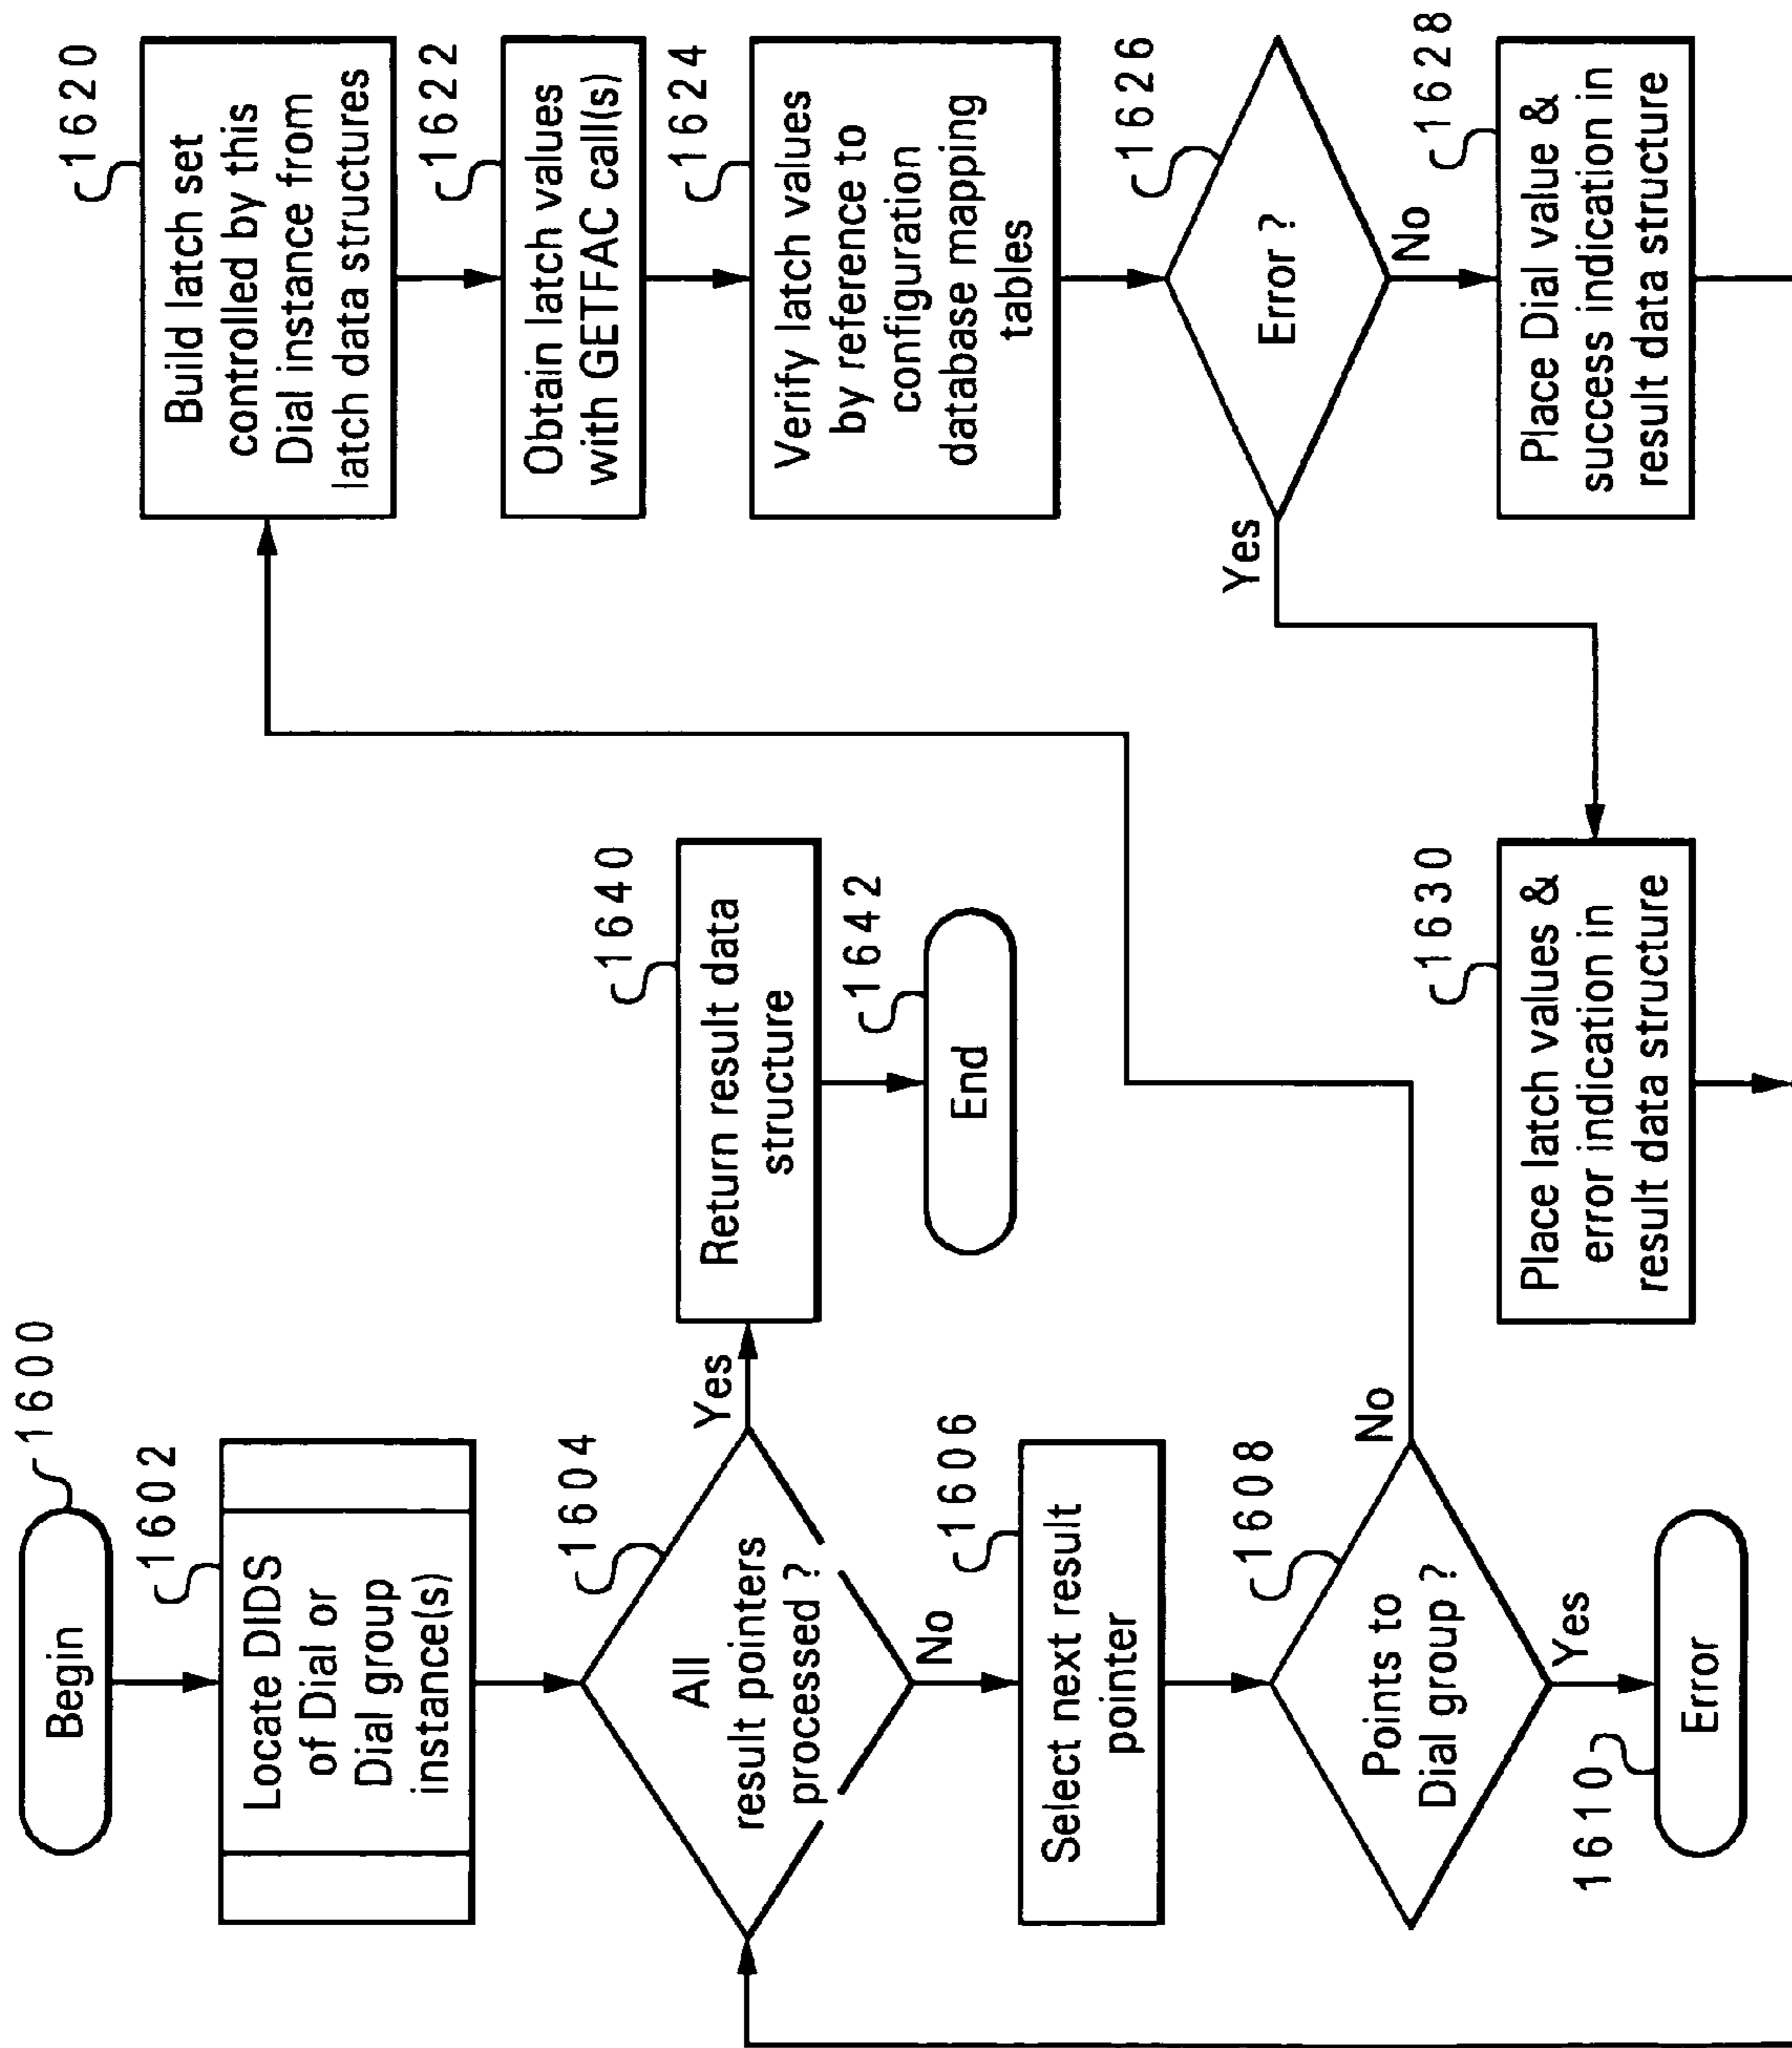 Begin
1600
Locate DIDS
of Dial or
Dial group
instance(s)
1602
All
result pointers
processed ?
1604
Yes
No
Select next result
pointer
1606
Points to
Dial group ?
1608
No
Yes
Error
1610
Return result data
structure
1640
End
1642
Build latch set
controlled by this
Dial instance from
latch data structures
1620
Obtain latch values
with GETFAC call(s)
1622
Verify latch values
by reference to
configuration
database mapping
tables
1624
Error ?
1626
Yes
No
Place Dial value &
success indication in
result data structure
1628
Place latch values &
error indication in
result data structure
1630